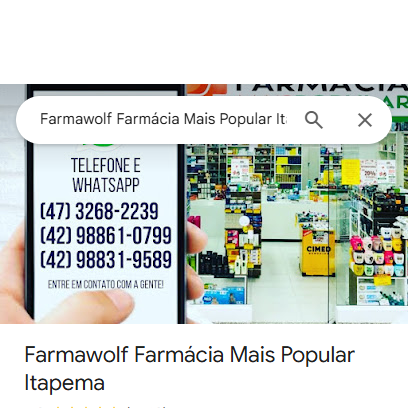 FARMÁCIA
Farmawolf Farmácia Mais Popular It
TELEFONE E
WHATSAPP
(47) 3268-2239
(42) 98861-0799
(42) 98831-9589
ENTRE EM CONTATO COM A GENTE!
CIMED
Farmawolf Farmácia Mais Popular
Itapema